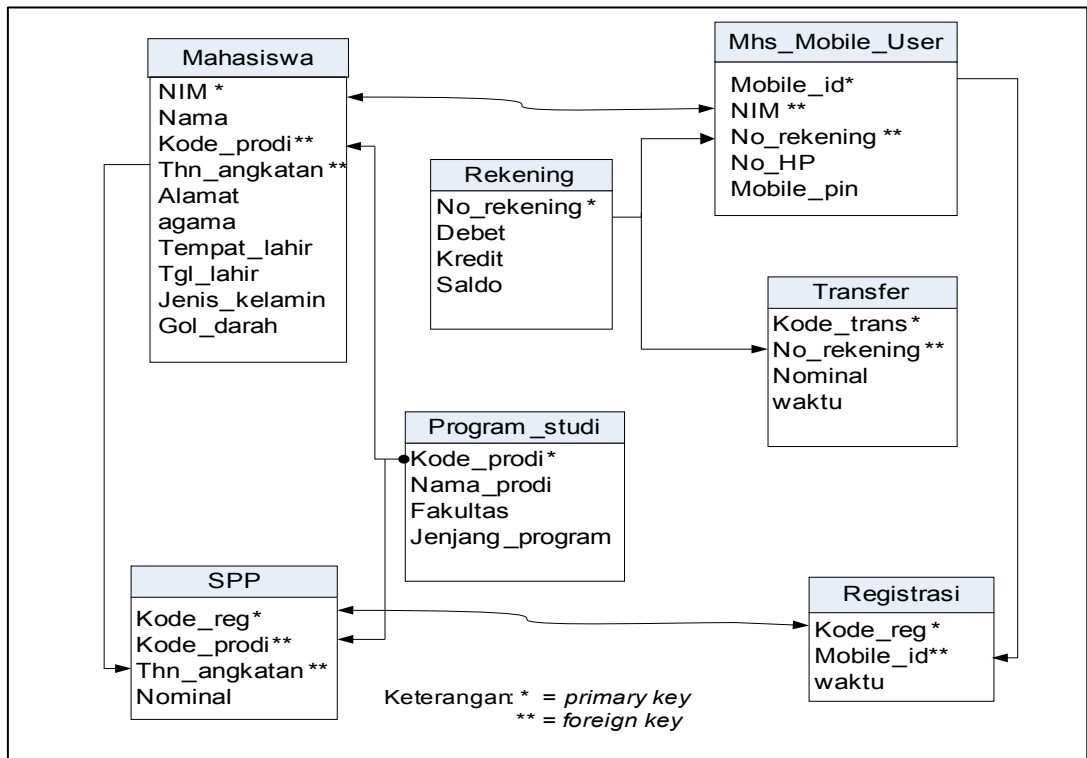 Mahasiswa
NIM *
Nama
Kode_prodi **
Thn_angkatan **
Alamat
agama
Tempat_lahir
Tgl_lahir
Jenis_kelamin
Gol_darah
Mhs_Mobile_User
Mobile_id*
NIM **
No_rekening **
No_HP
Mobile_pin
Rekening
No_rekening *
Debet
Kredit
Saldo
Transfer
Kode_trans *
No_rekening **
Nominal
waktu
Program_studi
Kode_prodi *
Nama_prodi
Fakultas
Jenjang_program
SPP
Kode_reg*
Kode_prodi**
Thn_angkatan **
Nominal
Registrasi
Kode_reg *
Mobile_id**
waktu
Keterangan: * = primary key
** = foreign key